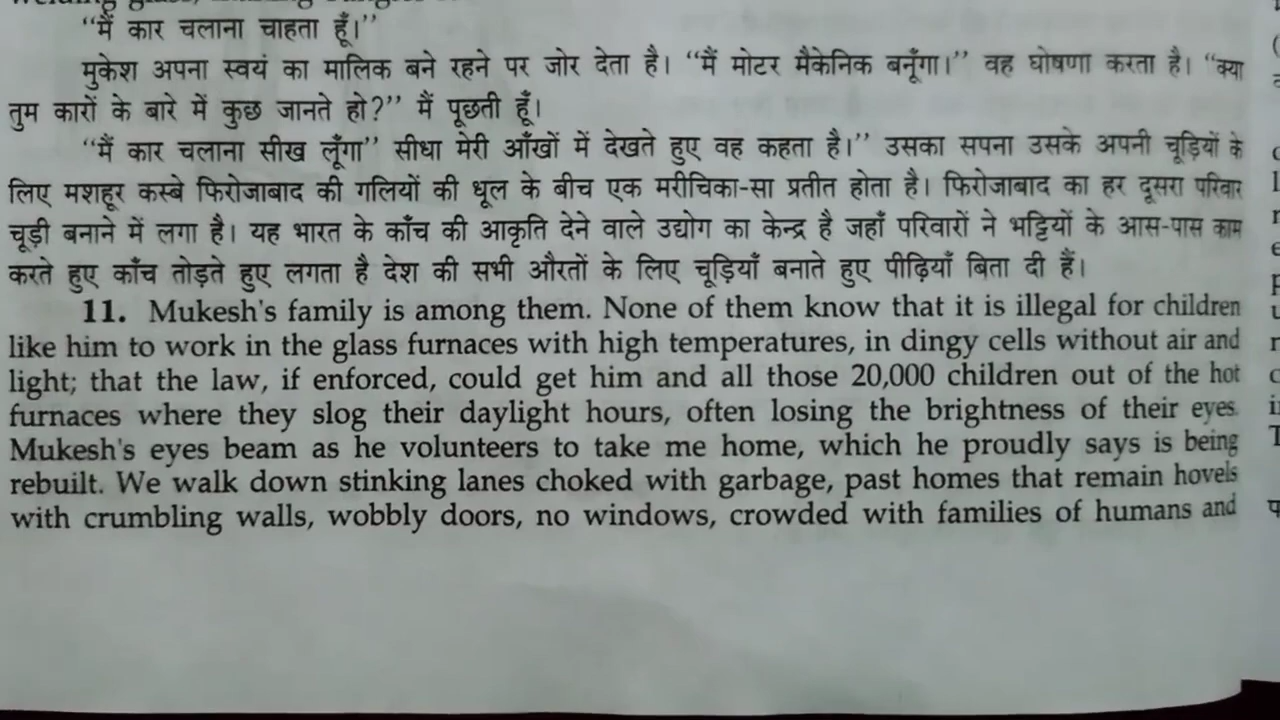 "मैं कार चलाना चाहता हूँ।"
मुकेश अपना स्वयं का मालिक बने रहने पर जोर देता है। "मैं मोटर मैकेनिक बनूँगा।" वह घोषणा करता है। "क्या
तुम कारों के बारे में कुछ जानते हो?" मैं पूछती हूँ।
"मैं कार चलाना सीख लूँगा" सीधा मेरी आँखों में देखते हुए वह कहता है।" उसका सपना उसके अपनी चूड़ियों के
लिए मशहूर कस्बे फिरोजाबाद की गलियों की धूल के बीच एक मरीचिका-सा प्रतीत होता है। फिरोजाबाद का हर दूसरा परिवार
चूड़ी बनाने में लगा है। यह भारत के काँच की आकृति देने वाले उद्योग का केन्द्र है जहाँ परिवारों ने भट्टियों के आस-पास काम
करते हुए काँच तोड़ते हुए लगता है देश की सभी औरतों के लिए चूड़ियाँ बनाते हुए पीढ़ियाँ बिता दी हैं।
11. Mukesh's family is among them. None of them know that it is illegal for children
like him to work in the glass furnaces with high temperatures, in dingy cells without air and
light; that the law, if enforced, could get him and all those 20,000 children out of the hot
furnaces where they slog their daylight hours, often losing the brightness of their eyes.
Mukesh's eyes beam as he volunteers to take me home, which he proudly says is being
rebuilt. We walk down stinking lanes choked with garbage, past homes that remain hovels
with crumbling walls, wobbly doors, no windows, crowded with families of humans and